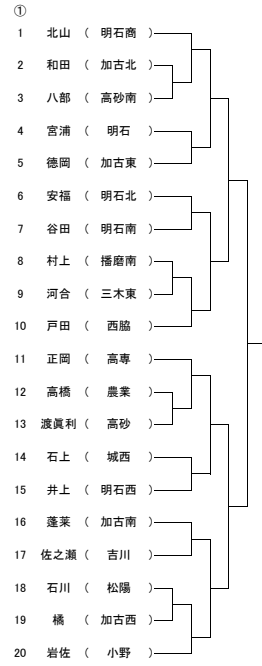 ①
1 北山 ( 明石商 )
2 和田 ( 加古北 )
3 八部 ( 高砂南 )
4 宮浦 ( 明石 )
5 徳岡 ( 加古東 )
6 安福 ( 明石北 )
7 谷田 ( 明石南 )
8 村上 ( 播磨南 )
9 河合 ( 三木東 )
10 戸田 ( 西脇 )
11 正岡 ( 高専 )
12 高橋 ( 農業 )
13 渡眞利 ( 高砂 )
14 石上 ( 城西 )
15 井上 ( 明石西 )
16 蓬莱 ( 加古南 )
17 佐之瀬 ( 吉川 )
18 石川 ( 松陽 )
19 橘 ( 加古西 )
20 岩佐 ( 小野 )